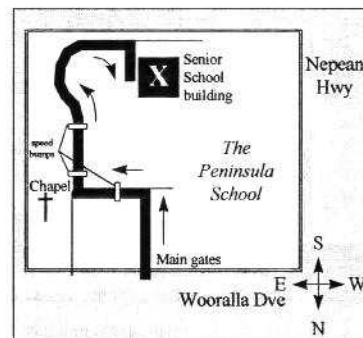 X
Senior
School
building
Nepean
Hwy
speed
bumps
The
Peninsula
School
Chapel
Main gates
Wooralla Dve
S
E
W
N